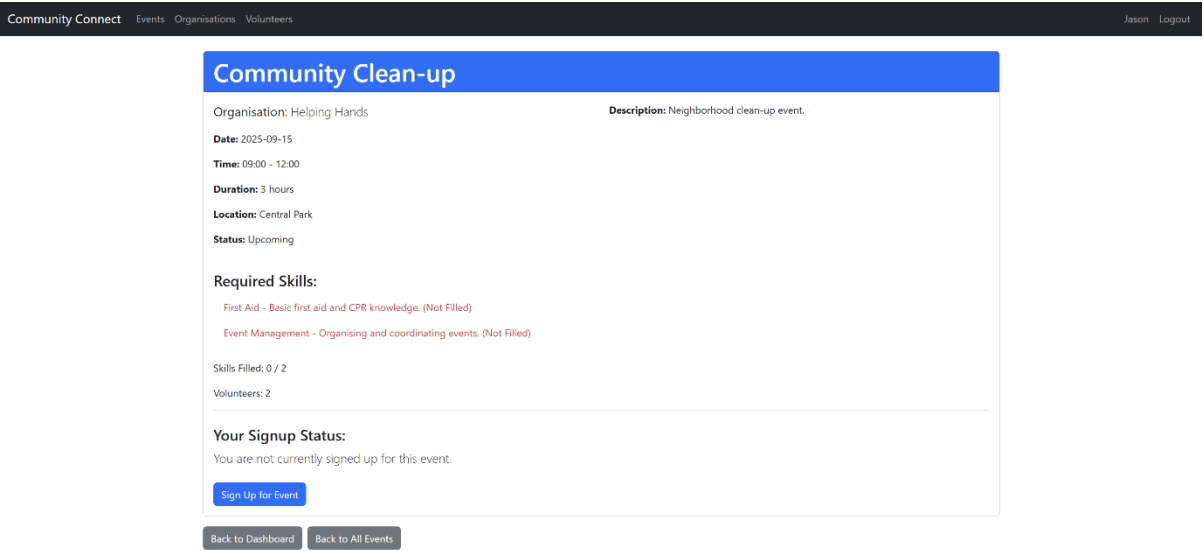 Community Connect Events Organisations Volunteers Jason Logout
Community Clean-up
Organisation: Helping Hands
Description: Neighborhood clean-up event.
Date: 2025-09-15
Time: 09:00 - 12:00
Duration: 3 hours
Location: Central Park
Status: Upcoming
Required Skills:
First Aid - Basic first aid and CPR knowledge. (Not Filled)
Event Management - Organising and coordinating events. (Not Filled)
Skills Filled: 0 / 2
Volunteers: 2
Your Signup Status:
You are not currently signed up for this event.
Sign Up for Event
Back to Dashboard Back to All Events